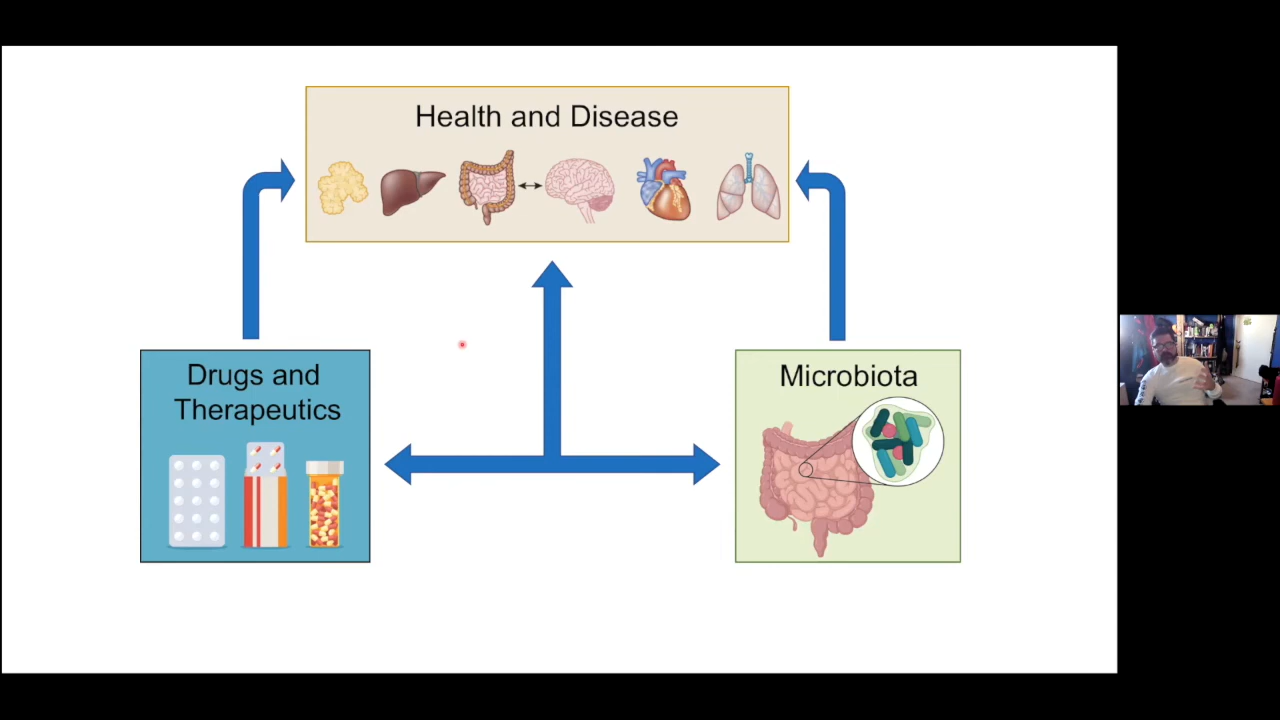 Health and Disease
Drugs and
Therapeutics
Microbiota